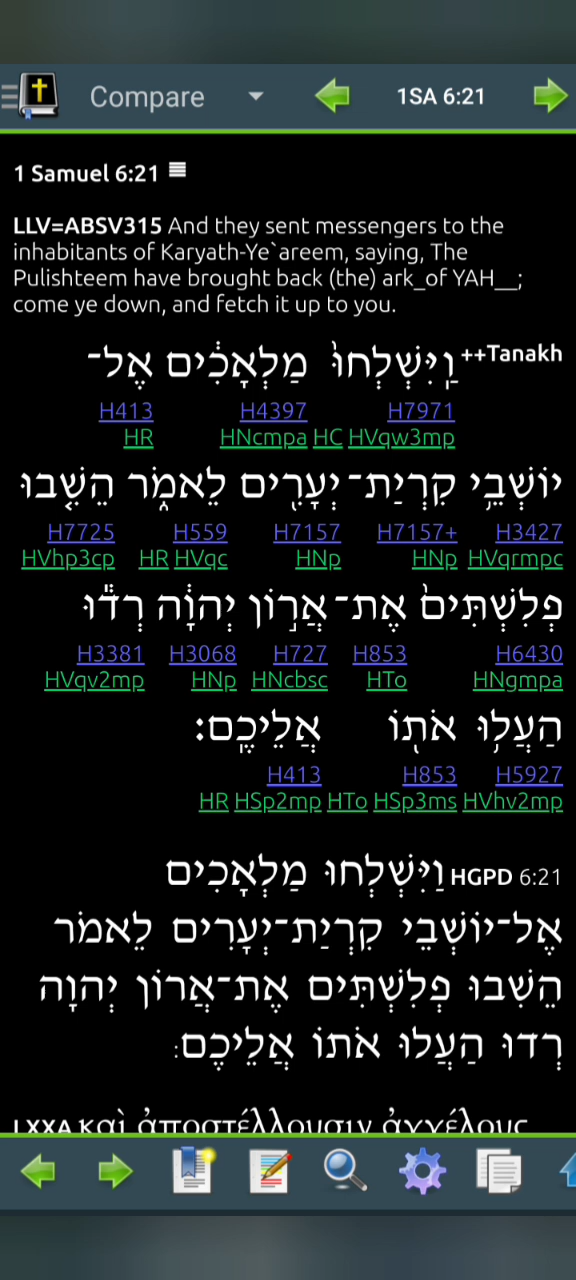 Compare 1SA 6:21
1 Samuel 6:21
LLV=ABSV315 And they sent messengers to the
inhabitants of Karyath-Ye`areem, saying, The
Pulishteem have brought back (the) ark_of YAH__;
come ye down, and fetch it up to you.
++Tanakh וַֽיִּשְׁלְחוּ֙ מַלְאָכִ֔ים אֶל־
H413 H4397 H7971
HR HNcmpa HC HVqw3mp
יוֹשְׁבֵ֥י קִרְיַת־יְעָרִ֖ים לֵאמֹ֑ר הֵשִׁ֤בוּ
H7725 H559 H7157 H7157+ H3427
HVhp3cp HR HVqc HNp HNp HVqrmpc
פְלִשְׁתִּים֙ אֶת־אֲר֣וֹן יְהוָ֔ה רְד֕וּ
H3381 H3068 H727 H853 H6430
HVqv2mp HNp HNcbsc HTo HNgmpa
הַעֲל֥וּ אֹת֖וֹ אֲלֵיכֶֽם׃
H413 H853 H5927
HR HSp2mp HTo HSp3ms HVhv2mp
HGPD 6:21 וַיִּשְׁלְחוּ מַלְאָכִים
אֶל־יוֹשְׁבֵי קִרְיַת־יְעָרִים לֵאמֹר
הֵשִׁבוּ פְלִשְׁתִּים אֶת־אֲרוֹן יְהוָה
רְדוּ הַעֲלוּ אֹתוֹ אֲלֵיכֶם׃
LXXA καὶ ἀποστέλλουσιν ἀγγέλους